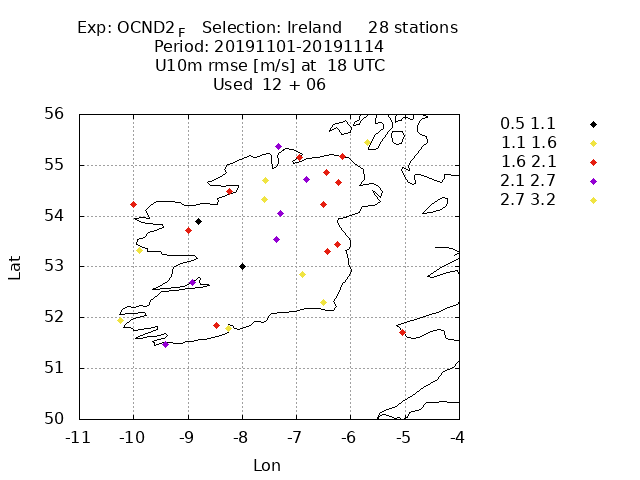 Exp: OCND2F Selection: Ireland 28 stations
Period: 20191101-20191114
U10m rmse [m/s] at 18 UTC
Used 12 + 06
56
55
54
53
52
51
50
-11 -10 -9 -8 -7 -6 -5 -4
Lat
Lon
0.5 1.1
1.1 1.6
1.6 2.1
2.1 2.7
2.7 3.2